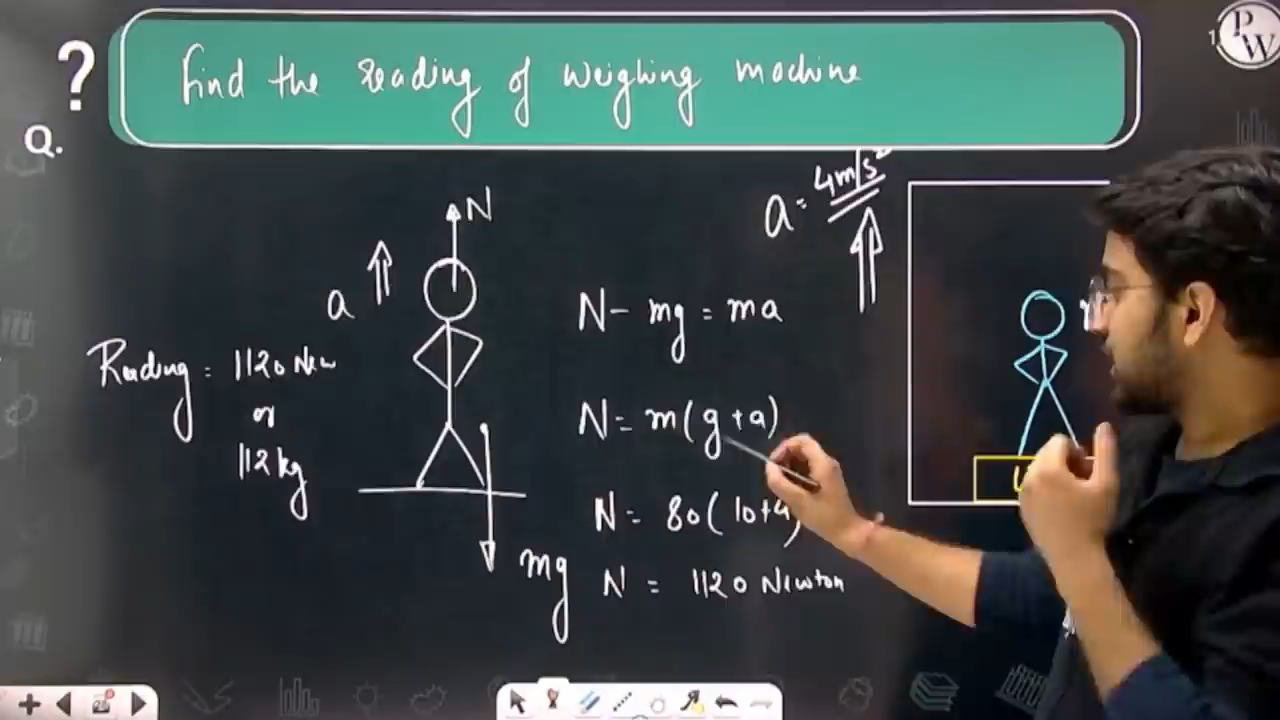 ?
Q.
Find the reading of weighing machine
PW
a = 4m/s²
N
a
N - mg = ma
Reading = 1120 New
or
112 kg
N = m(g+a)
N = 80(10+4)
mg
N = 1120 Newton